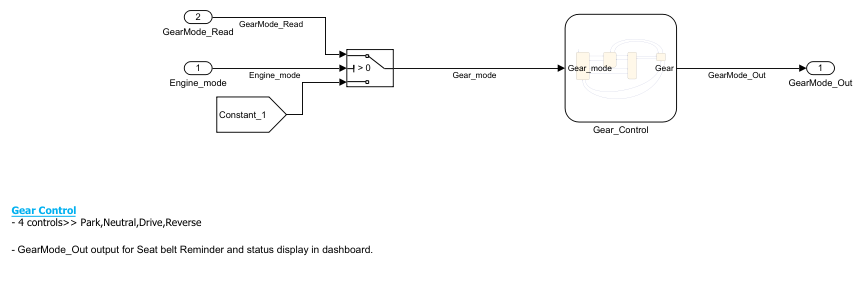 2
GearMode_Read
GearMode_Read
1
Engine_mode
Engine_mode
> 0
Constant_1
Gear_mode
Gear_mode
Gear
Gear_Control
GearMode_Out
1
GearMode_Out
Gear Control
- 4 controls>> Park,Neutral,Drive,Reverse
- GearMode_Out output for Seat belt Reminder and status display in dashboard.